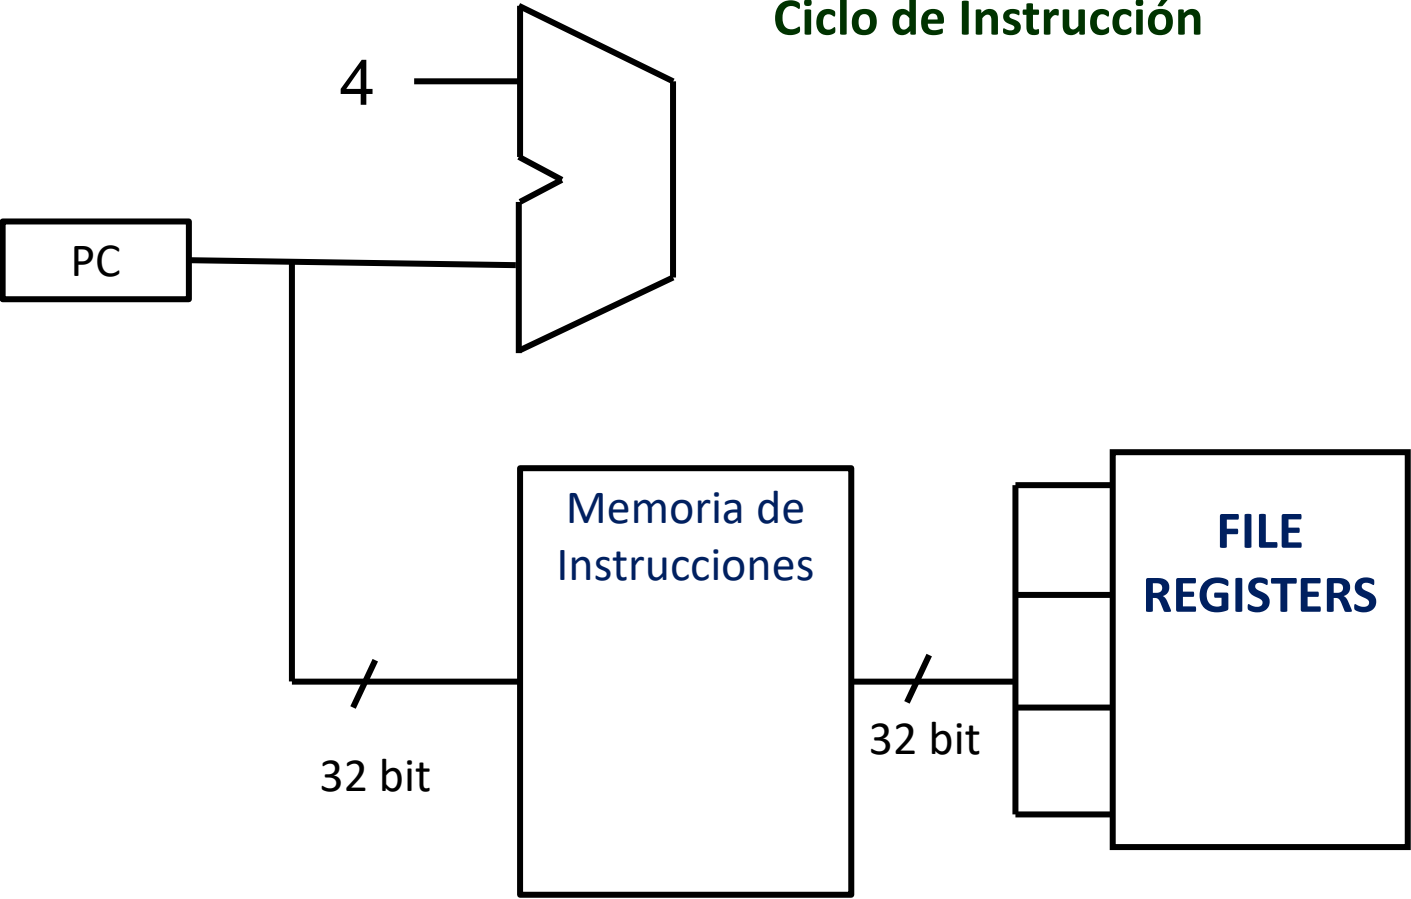 Ciclo de Instrucción
4
PC
Memoria de
Instrucciones
FILE
REGISTERS
32 bit
32 bit